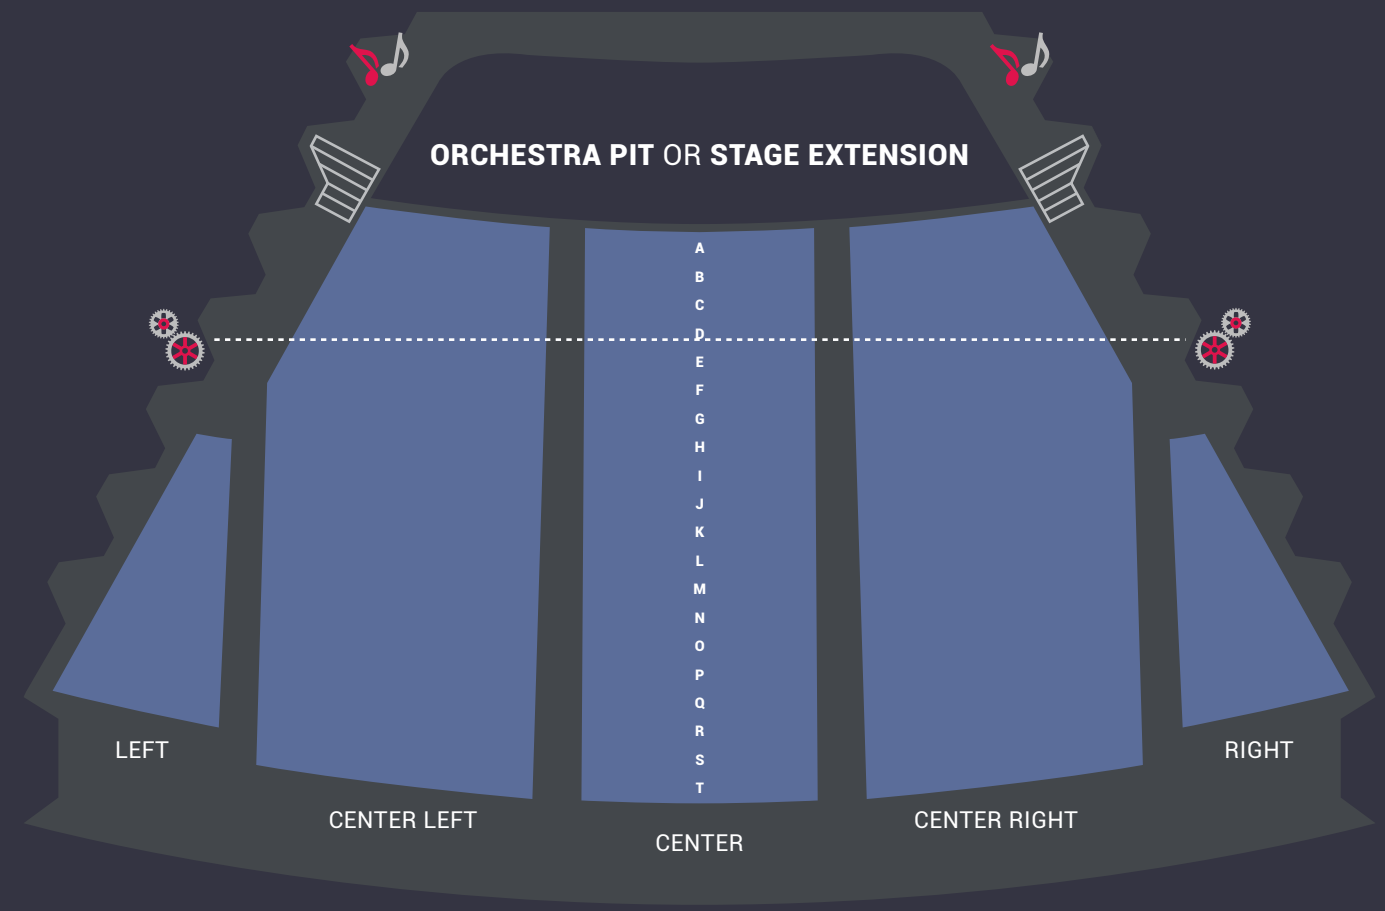 ORCHESTRA PIT OR STAGE EXTENSION
A
B
C
D
E
F
G
H
I
J
K
L
M
N
O
P
Q
R
S
T
LEFT
RIGHT
CENTER LEFT
CENTER RIGHT
CENTER